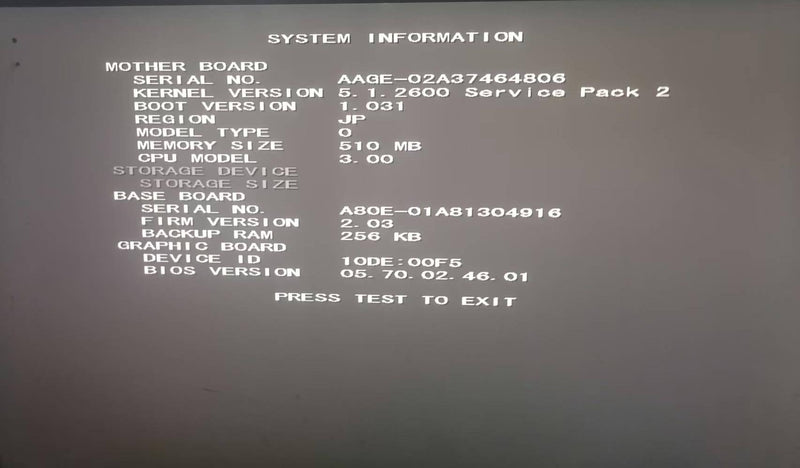 SYSTEM INFORMATION
MOTHER BOARD
SERIAL NO. AAGE-02A37464806
KERNEL VERSION 5.1.2600 Service Pack 2
BOOT VERSION 1.031
REGION JP
MODEL TYPE 0
MEMORY SIZE 510 MB
CPU MODEL 3.00
STORAGE DEVICE
STORAGE SIZE
BASE BOARD
SERIAL NO. A80E-01A81304916
FIRM VERSION 2.03
BACKUP RAM 256 KB
GRAPHIC BOARD
DEVICE ID 10DE:00F5
BIOS VERSION 05.70.02.46.01
PRESS TEST TO EXIT